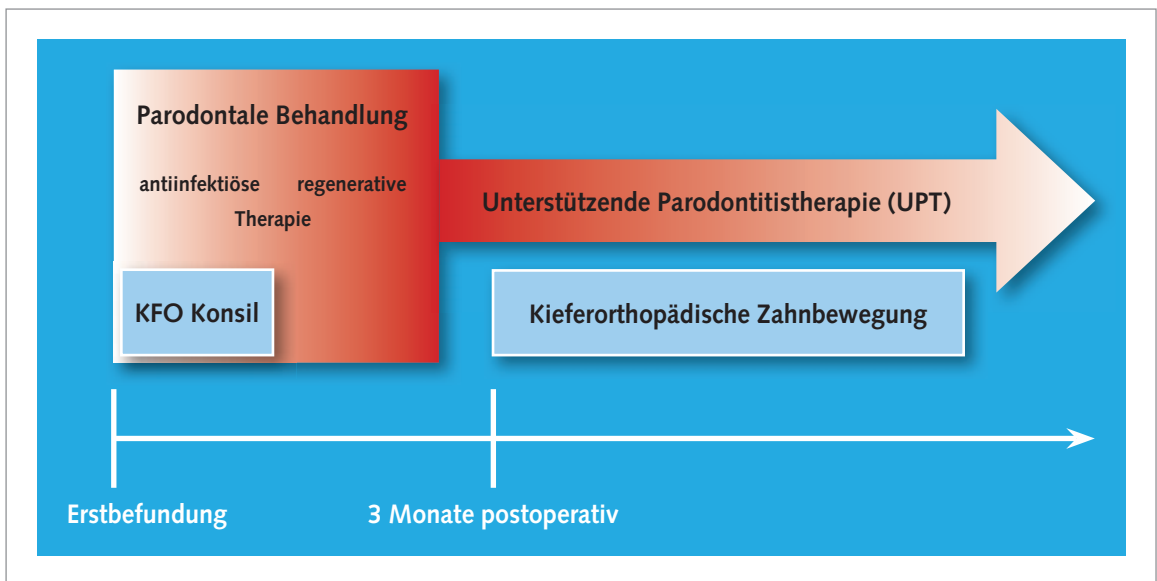 Parodontale Behandlung
antiinfektiöse regenerative
Therapie
Unterstützende Parodontitistherapie (UPT)
KFO Konsil
Kieferorthopädische Zahnbewegung
Erstbefundung
3 Monate postoperativ